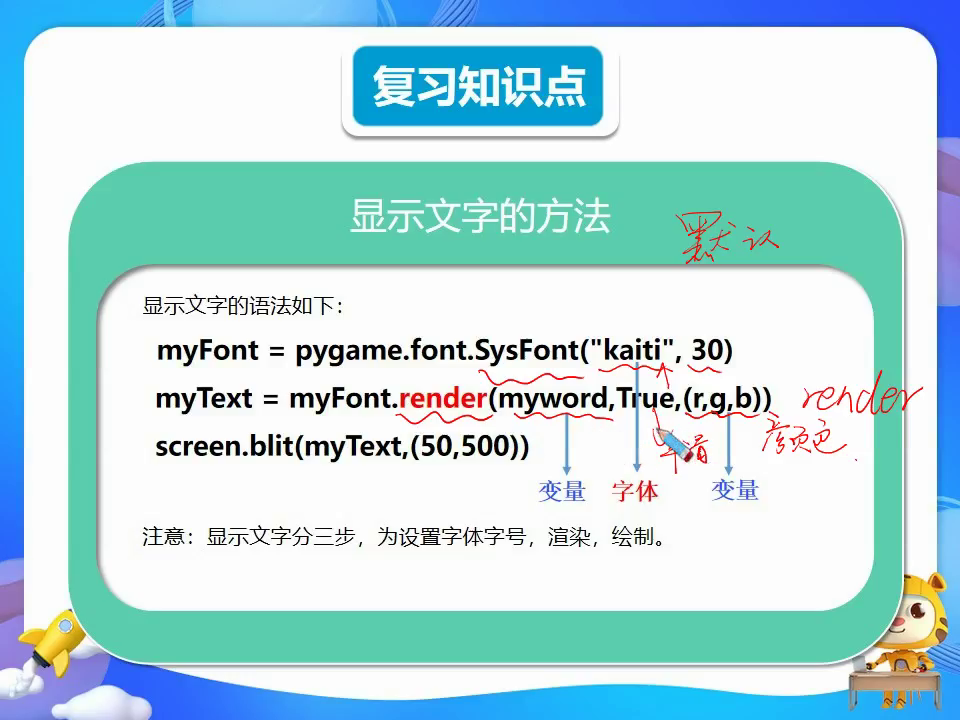 复习知识点
显示文字的方法
默认
显示文字的语法如下：
myFont = pygame.font.SysFont("kaiti", 30)
myText = myFont.render(myword,True,(r,g,b))
render
screen.blit(myText,(50,500))
颜色
变量 字体 变量
注意：显示文字分三步，为设置字体字号，渲染，绘制。